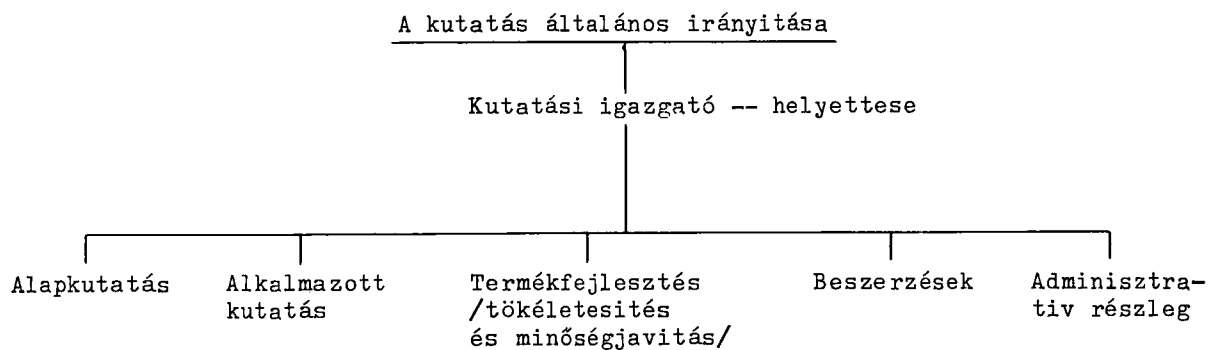 A kutatás általános irányitása
Kutatási igazgató -- helyettese
Alapkutatás
Alkalmazott
kutatás
Termékfejlesztés
/tökéletesités
és minőségjavitás/
Beszerzések
Adminisztra-
tiv részleg